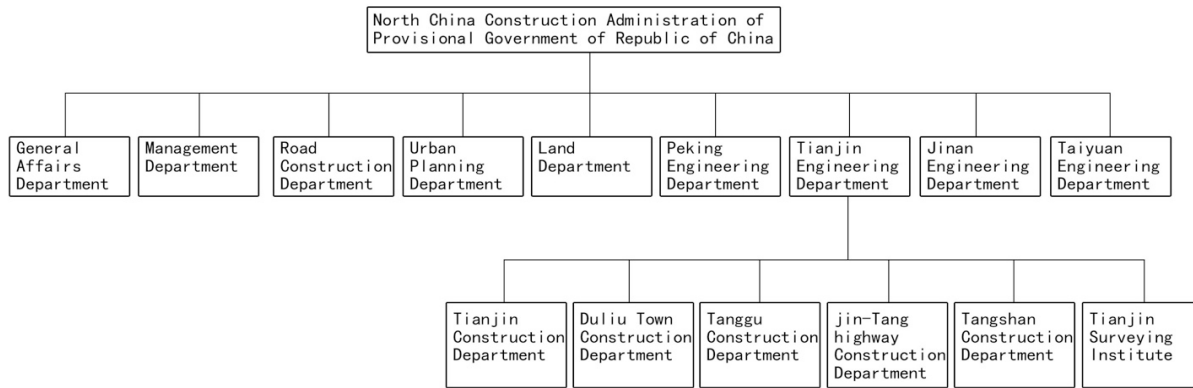 North China Construction Administration of
Provisional Government of Republic of China
General
Affairs
Department
Management
Department
Road
Construction
Department
Urban
Planning
Department
Land
Department
Peking
Engineering
Department
Tianjin
Engineering
Department
Jinan
Engineering
Department
Taiyuan
Engineering
Department
Tianjin
Construction
Department
Duliu Town
Construction
Department
Tanggu
Construction
Department
jin-Tang
highway
Construction
Department
Tangshan
Construction
Department
Tianjin
Surveying
Institute